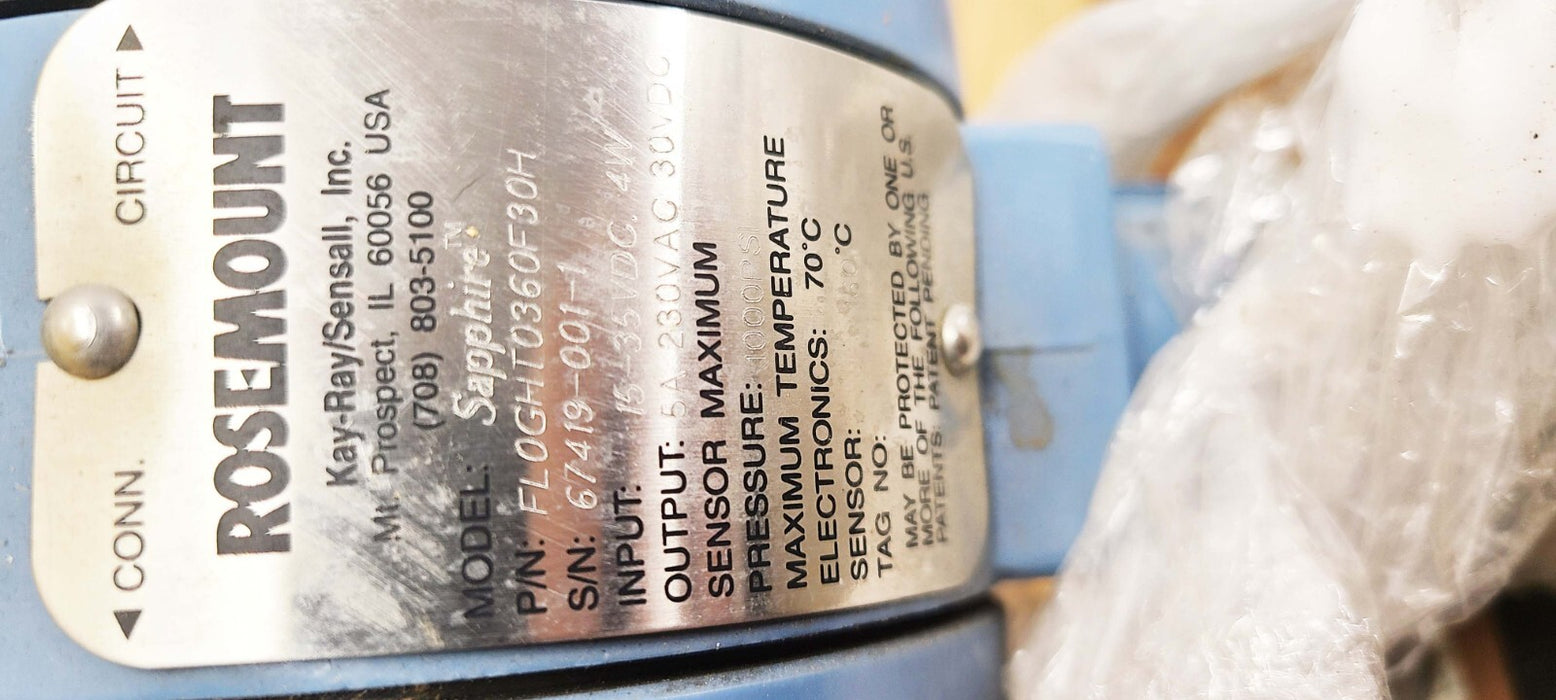 ◄ CONN. CIRCUIT ►
ROSEMOUNT
Kay-Ray/Sensall, Inc.
Mt. Prospect, IL 60056 USA
(708) 803-5100
MODEL: Sapphire™
P/N: FLOGHT0360F30H
S/N: 67419-001-1
INPUT: 15-35VDC. 4W
OUTPUT: 5A 230VAC 30VDC
SENSOR MAXIMUM
PRESSURE: 1000PS
MAXIMUM TEMPERATURE
ELECTRONICS: 70°C
SENSOR: °C
TAG NO:
MAY BE PROTECTED BY ONE OR
MORE OF THE FOLLOWING U.S.
PATENTS: PATENT PENDING